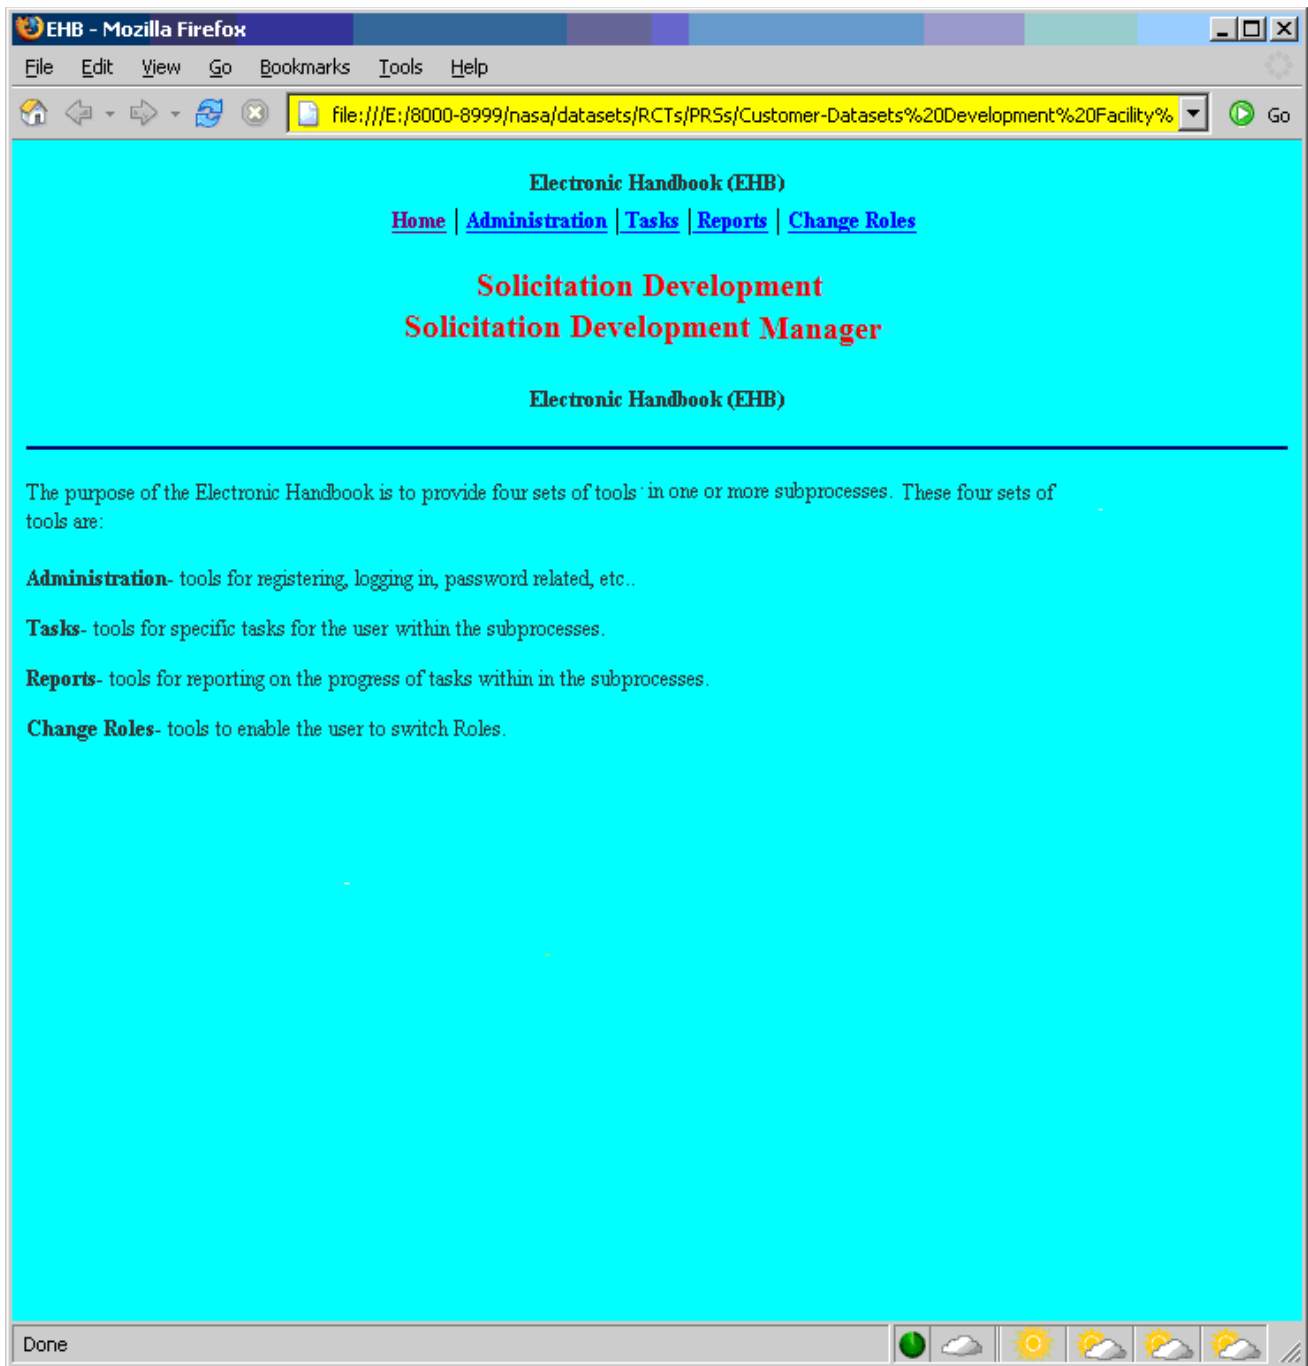 EHB - Mozilla Firefox
File Edit View Go Bookmarks Tools Help
file:///E:/8000-8999/nasa/datasets/RCTs/PRSs/Customer-Datasets%20Development%20Facility% Go
Electronic Handbook (EHB)
Home | Administration | Tasks | Reports | Change Roles
Solicitation Development
Solicitation Development Manager
Electronic Handbook (EHB)
The purpose of the Electronic Handbook is to provide four sets of tools in one or more subprocesses. These four sets of
tools are:
Administration- tools for registering, logging in, password related, etc..
Tasks- tools for specific tasks for the user within the subprocesses.
Reports- tools for reporting on the progress of tasks within in the subprocesses.
Change Roles- tools to enable the user to switch Roles.
Done